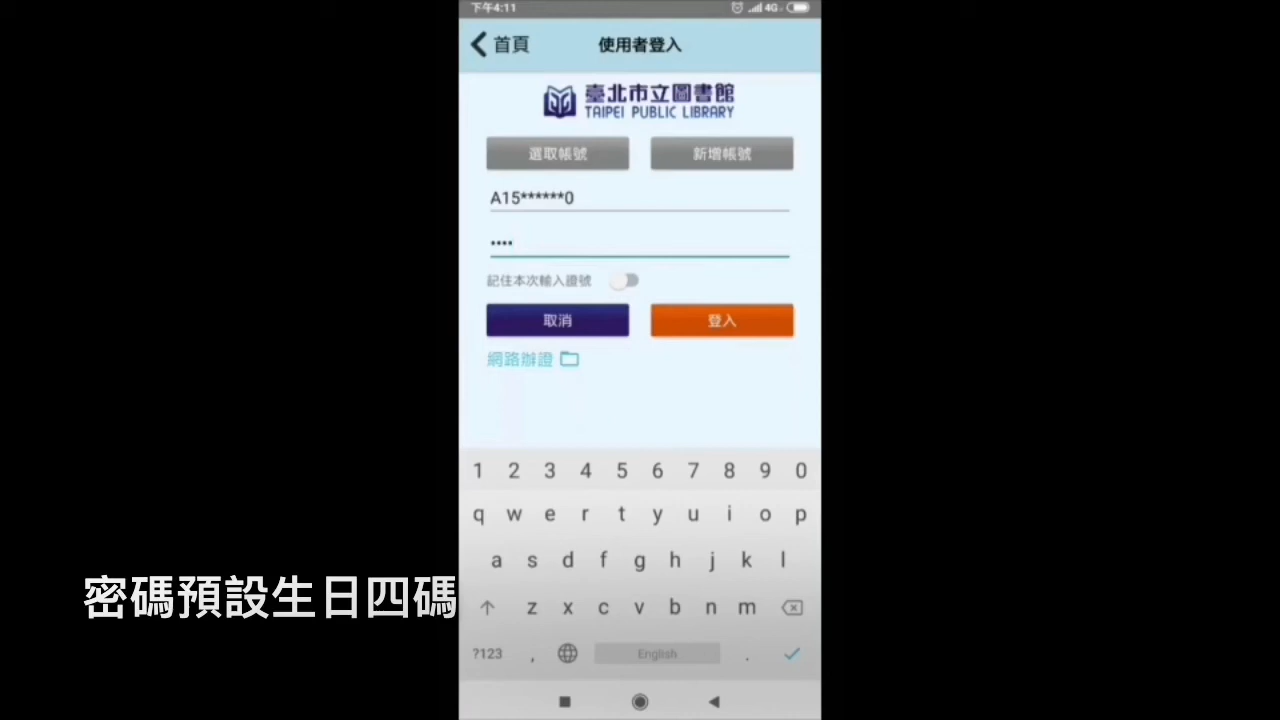 下午4:11 4G
首頁 使用者登入
臺北市立圖書館
TAIPEI PUBLIC LIBRARY
選取帳號 新增帳號
A15******0
••••
記住本次輸入證號
取消 登入
網路辦證
1 2 3 4 5 6 7 8 9 0
q w e r t y u i o p
a s d f g h j k l
密碼預設生日四碼
z x c v b n m
?123 , English .